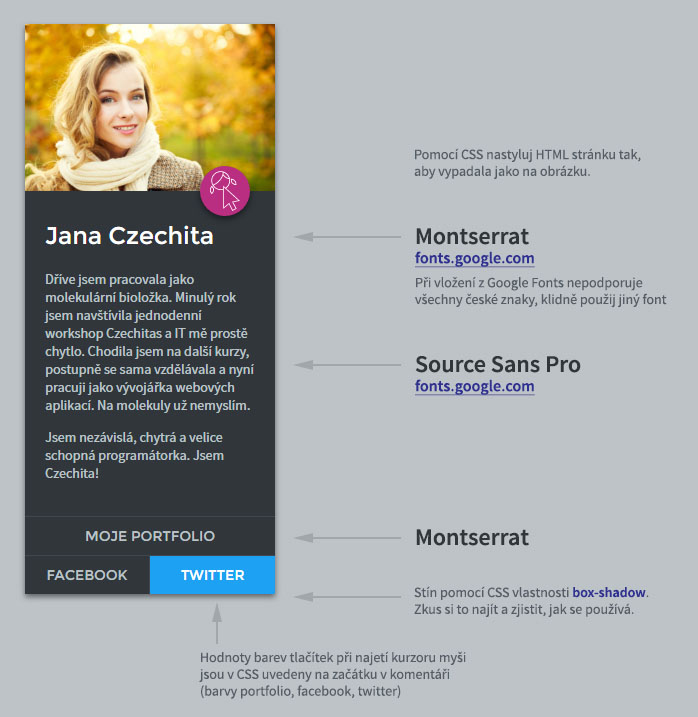 Pomocí CSS nastyluj HTML stránku tak,
aby vypadala jako na obrázku.
Jana Czechita
Dříve jsem pracovala jako
molekulární bioložka. Minulý rok
jsem navštívila jednodenní
workshop Czechitas a IT mě prostě
chytlo. Chodila jsem na další kurzy,
postupně se sama vzdělávala a nyní
pracuji jako vývojářka webových
aplikací. Na molekuly už nemyslím.
Jsem nezávislá, chytrá a velice
schopná programátorka. Jsem
Czechita!
MOJE PORTFOLIO
FACEBOOK
TWITTER
Montserrat
fonts.google.com
Při vložení z Google Fonts nepodporuje
všechny české znaky, klidně použij jiný font
Source Sans Pro
fonts.google.com
Montserrat
Stín pomocí CSS vlastnosti box-shadow.
Zkus si to najít a zjistit, jak se používá.
Hodnoty barev tlačítek při najetí kurzoru myši
jsou v CSS uvedeny na začátku v komentáři
(barvy portfolio, facebook, twitter)